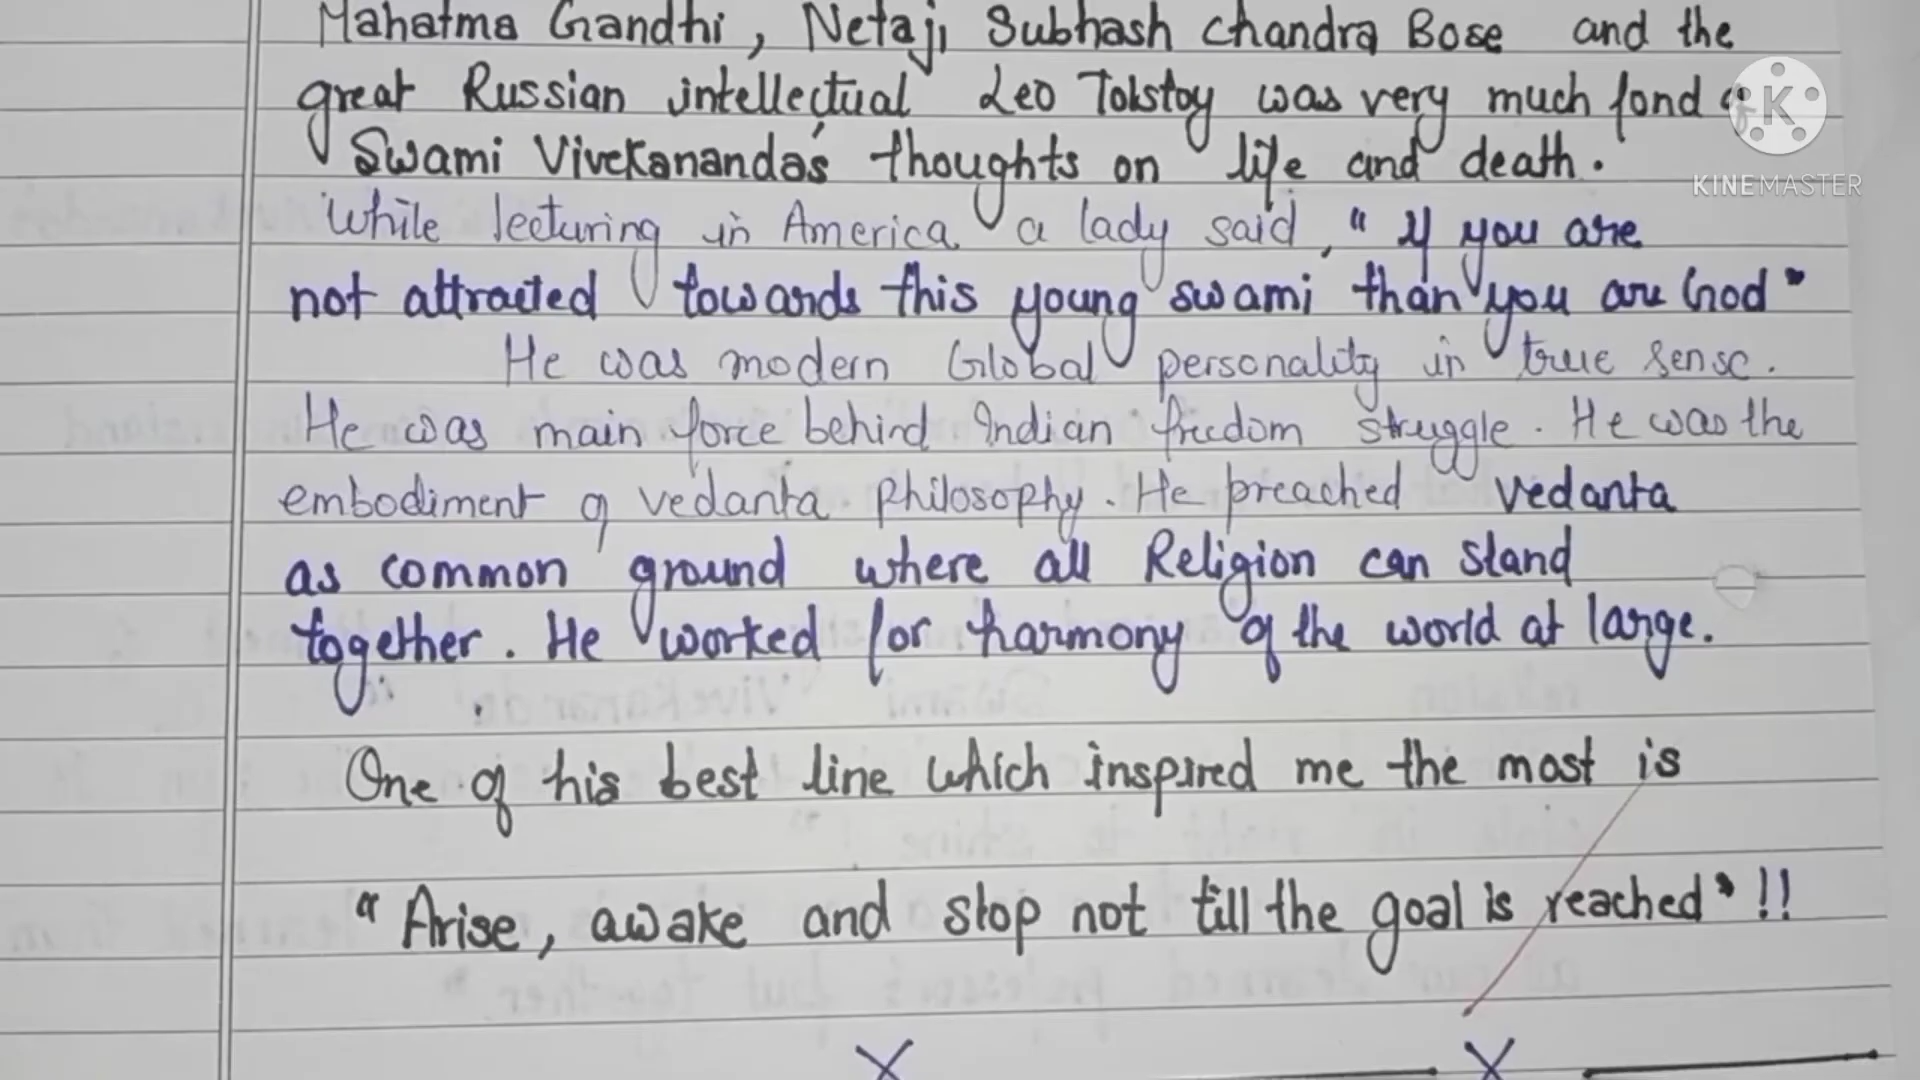 Mahatma Gandhi, Netaji Subhash Chandra Bose and the
great Russian intellectual Leo Tolstoy was very much fond of
Swami Vivekananda's thoughts on life and death.
While lecturing in America a lady said, "If you are
not attracted towards this young swami than you are God"
He was modern Global personality in true sense.
He was main force behind Indian freedom struggle. He was the
embodiment of vedanta philosophy. He preached vedanta
as common ground where all Religion can stand
together. He worked for harmony of the world at large.
One of his best line which inspired me the most is
"Arise, awake and stop not till the goal is reached"!!
K
KINEMASTER